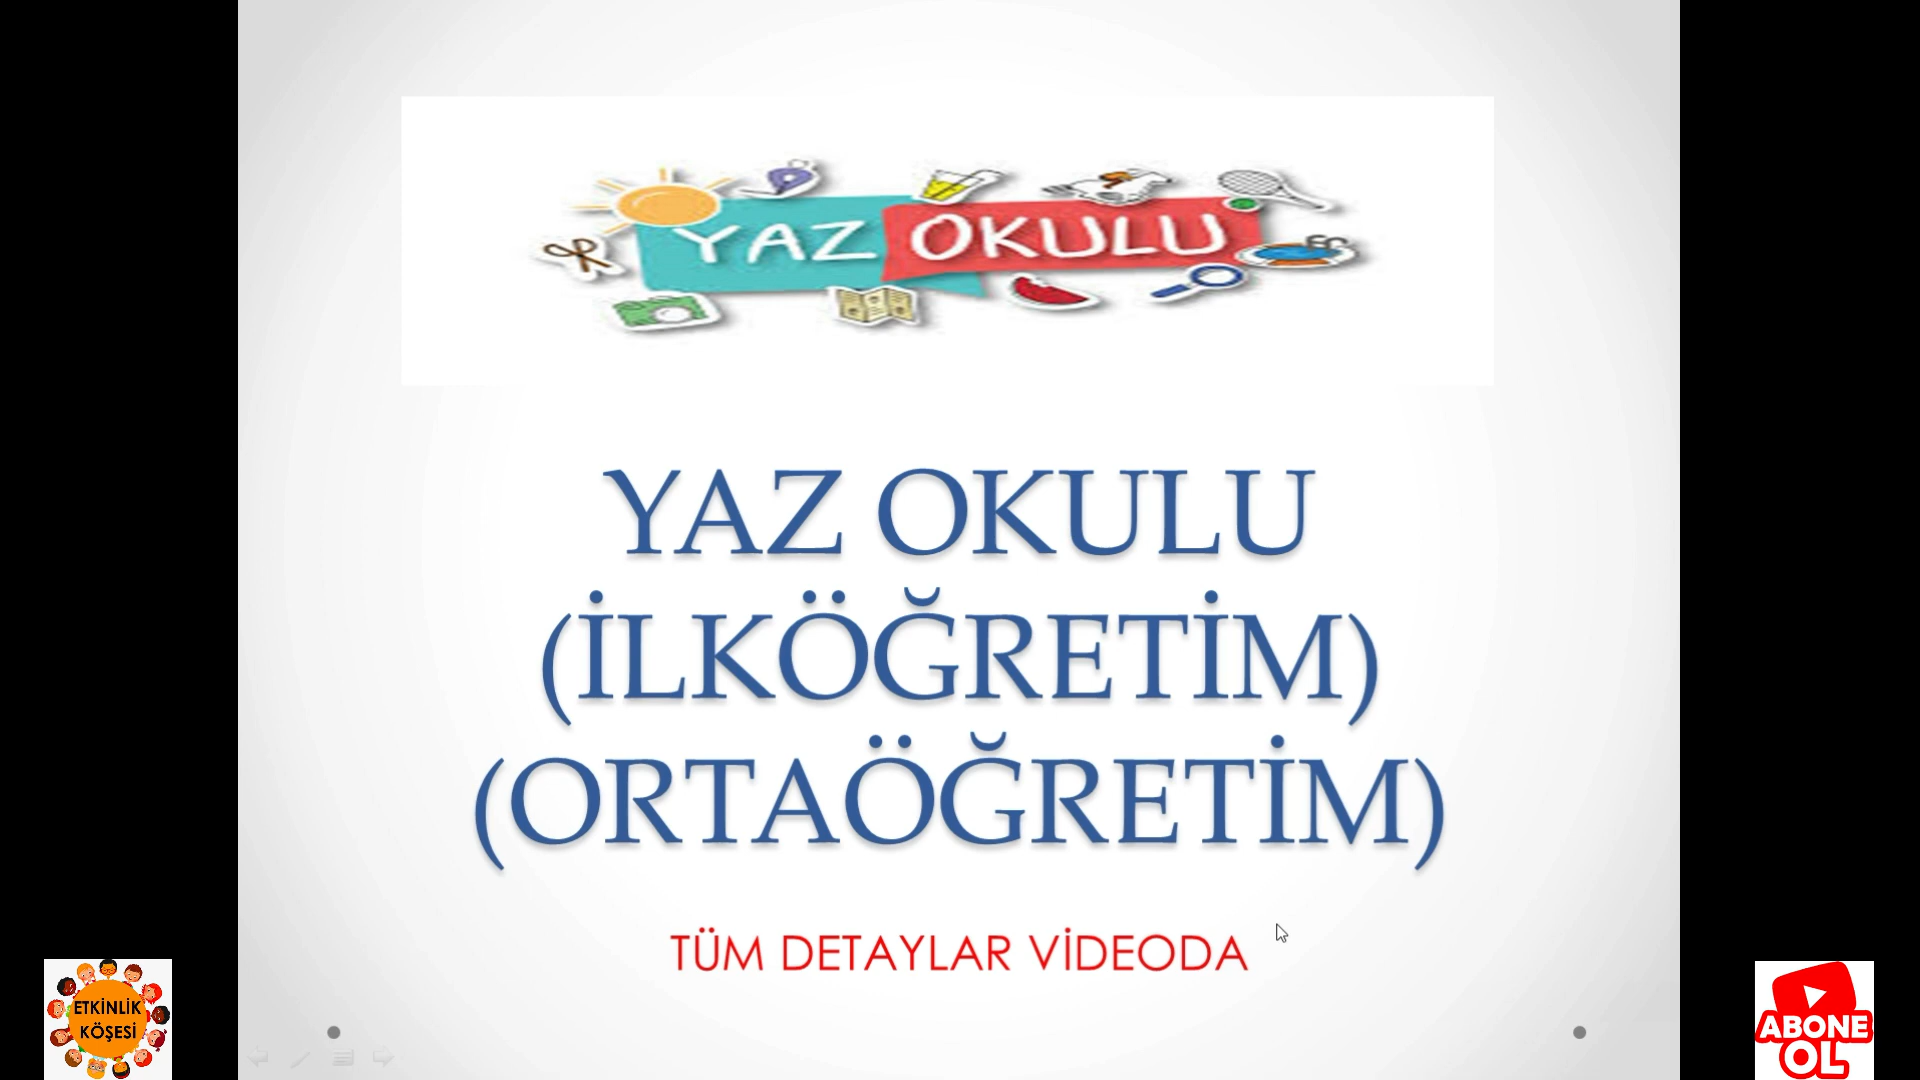 YAZ OKULU
YAZ OKULU
(İLKÖĞRETİM)
(ORTAÖĞRETİM)
TÜM DETAYLAR VİDEODA
ETKİNLİK
KÖŞESİ
ABONE
OL